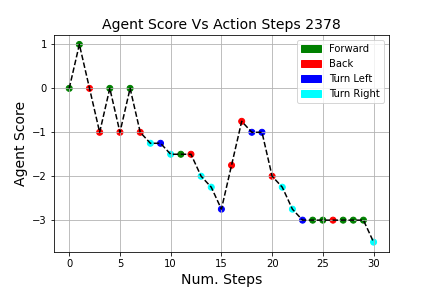 Agent Score Vs Action Steps 2378
Agent Score
1
0
−1
−2
−3
Forward
Back
Turn Left
Turn Right
0 5 10 15 20 25 30
Num. Steps